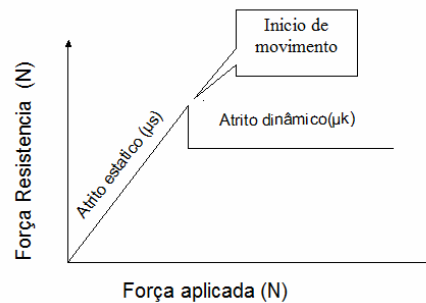 Inicio de
movimento
Atrito dinâmico(µk)
Atrito estatico (µs)
Força Resistencia (N)
Força aplicada (N)